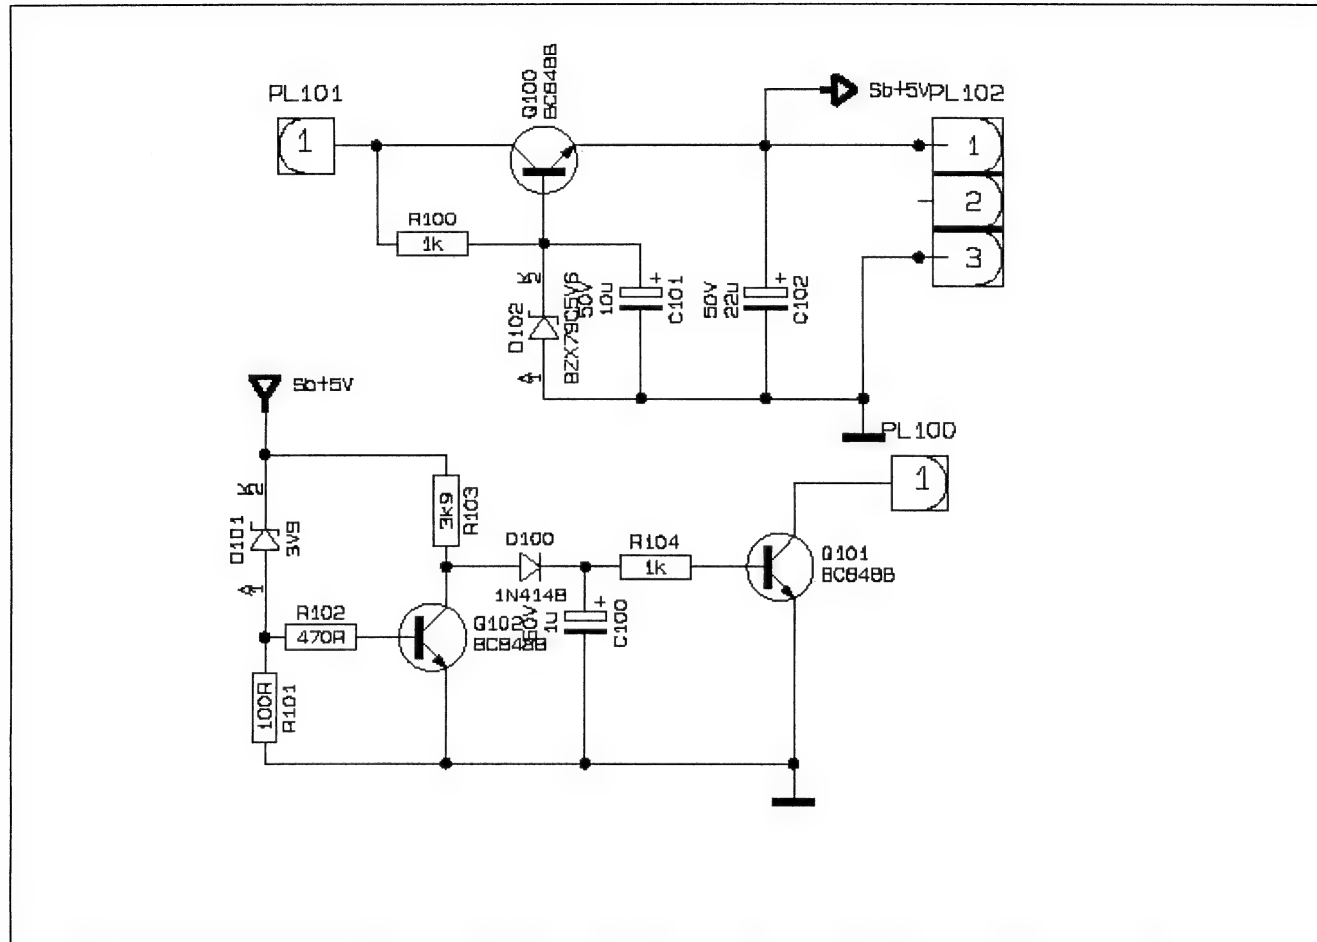 PL101
1
Q100
BC848B
Sb+5V
PL102
1
2
3
R100
1k
K
2
D102
A
1
BZX79C5V6
50V
10u
+
C101
50V
22u
+
C102
Sb+5V
PL100
1
K
2
D101
3V9
A
1
3K9
R103
D100
1N4148
R104
1k
Q101
BC848B
R102
470R
Q102
BC848B
50V
1u
+
C100
100R
R101